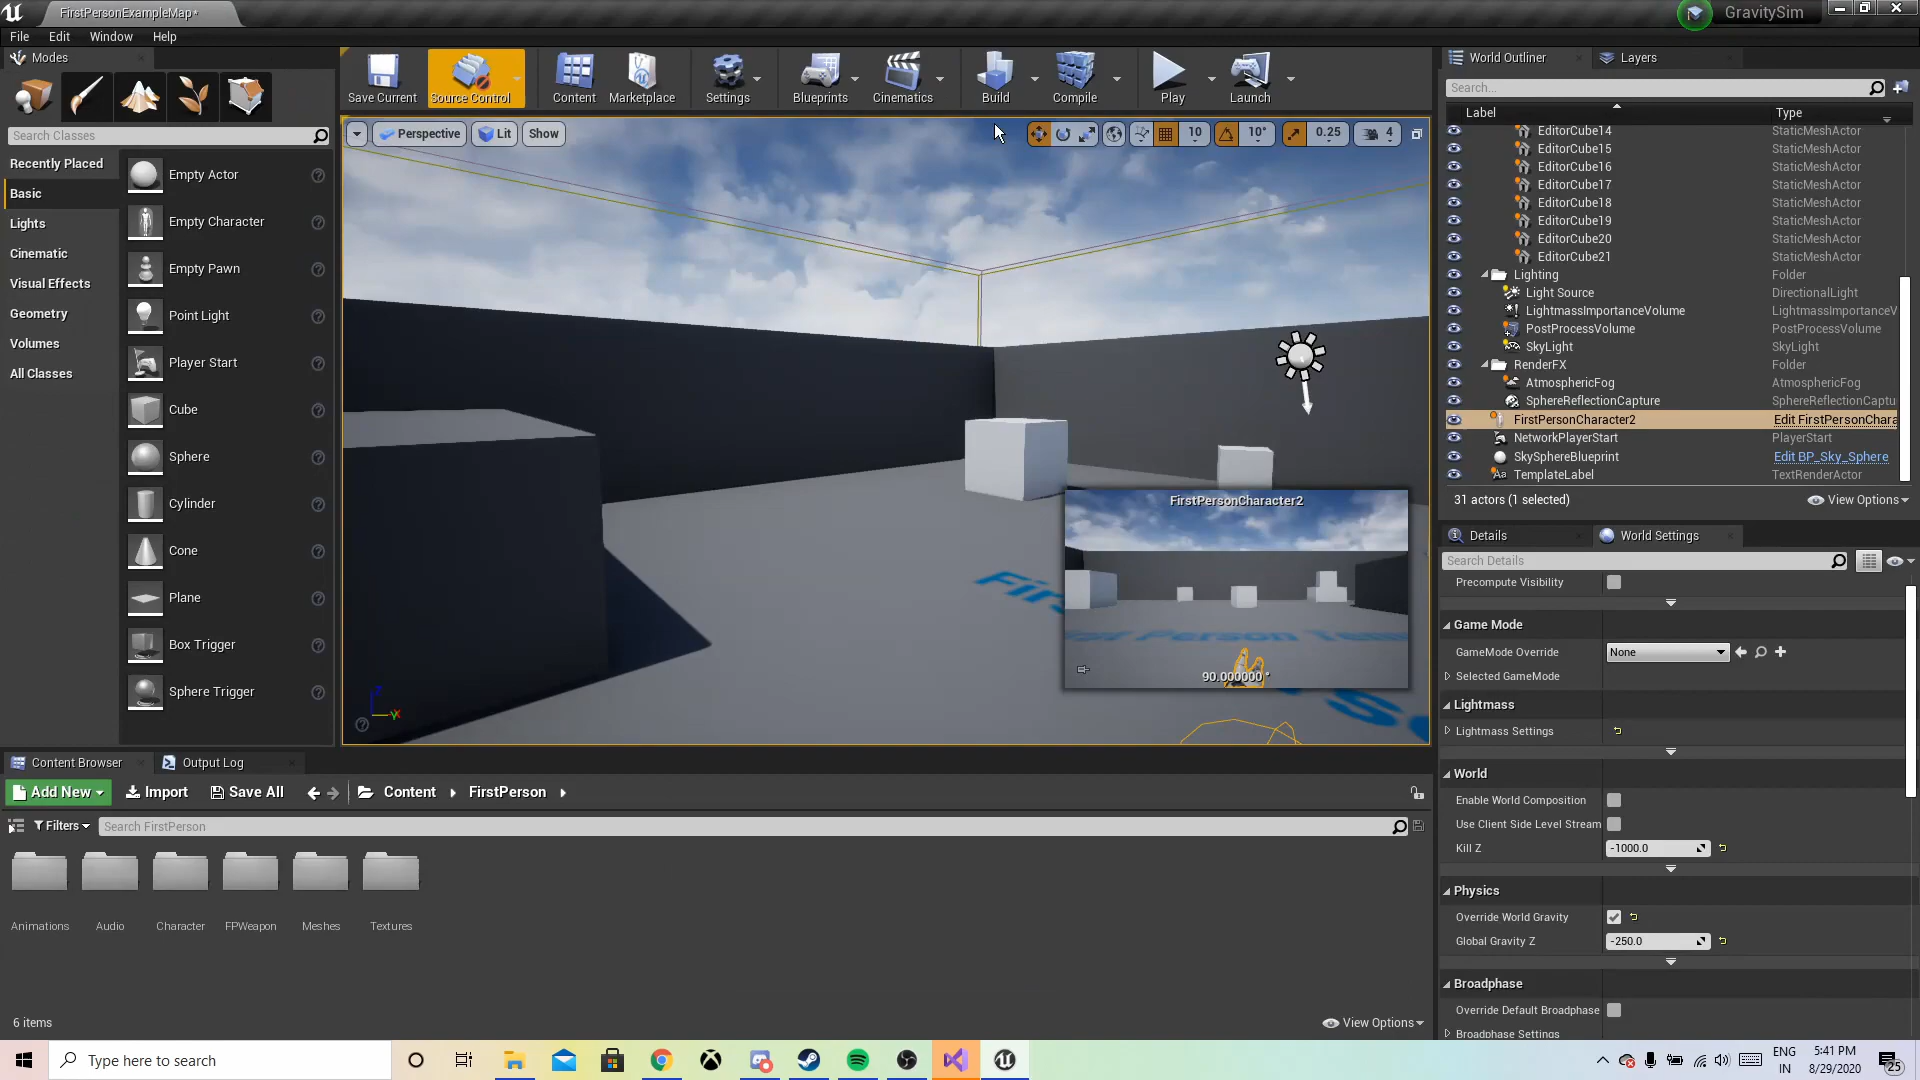 FirstPersonExampleMap*
GravitySim
File Edit Window Help
Modes
Save Current
Source Control
Content
Marketplace
Settings
Blueprints
Cinematics
Build
Compile
Play
Launch
Search Classes
Recently Placed
Basic
Lights
Cinematic
Visual Effects
Geometry
Volumes
All Classes
Empty Actor
Empty Character
Empty Pawn
Point Light
Player Start
Cube
Sphere
Cylinder
Cone
Plane
Box Trigger
Sphere Trigger
Perspective Lit Show
10 10° 0.25 4
FirstPersonCharacter2
90.000000 °
World Outliner Layers
Search...
Label Type
EditorCube14 StaticMeshActor
EditorCube15 StaticMeshActor
EditorCube16 StaticMeshActor
EditorCube17 StaticMeshActor
EditorCube18 StaticMeshActor
EditorCube19 StaticMeshActor
EditorCube20 StaticMeshActor
EditorCube21 StaticMeshActor
Lighting Folder
Light Source DirectionalLight
LightmassImportanceVolume LightmassImportanceV
PostProcessVolume PostProcessVolume
SkyLight SkyLight
RenderFX Folder
AtmosphericFog AtmosphericFog
SphereReflectionCapture SphereReflectionCaptu
FirstPersonCharacter2 Edit FirstPersonChara
NetworkPlayerStart PlayerStart
SkySphereBlueprint Edit BP_Sky_Sphere
TemplateLabel TextRenderActor
31 actors (1 selected) View Options
Details World Settings
Search Details
Precompute Visibility
Game Mode
GameMode Override None
Selected GameMode
Lightmass
Lightmass Settings
World
Enable World Composition
Use Client Side Level Stream
Kill Z -1000.0
Physics
Override World Gravity
Global Gravity Z -250.0
Broadphase
Override Default Broadphase
Broadphase Settings
Content Browser Output Log
Add New Import Save All Content FirstPerson
Filters Search FirstPerson
Animations Audio Character FPWeapon Meshes Textures
6 items View Options
Type here to search
ENG
IN
5:41 PM
8/29/2020
25